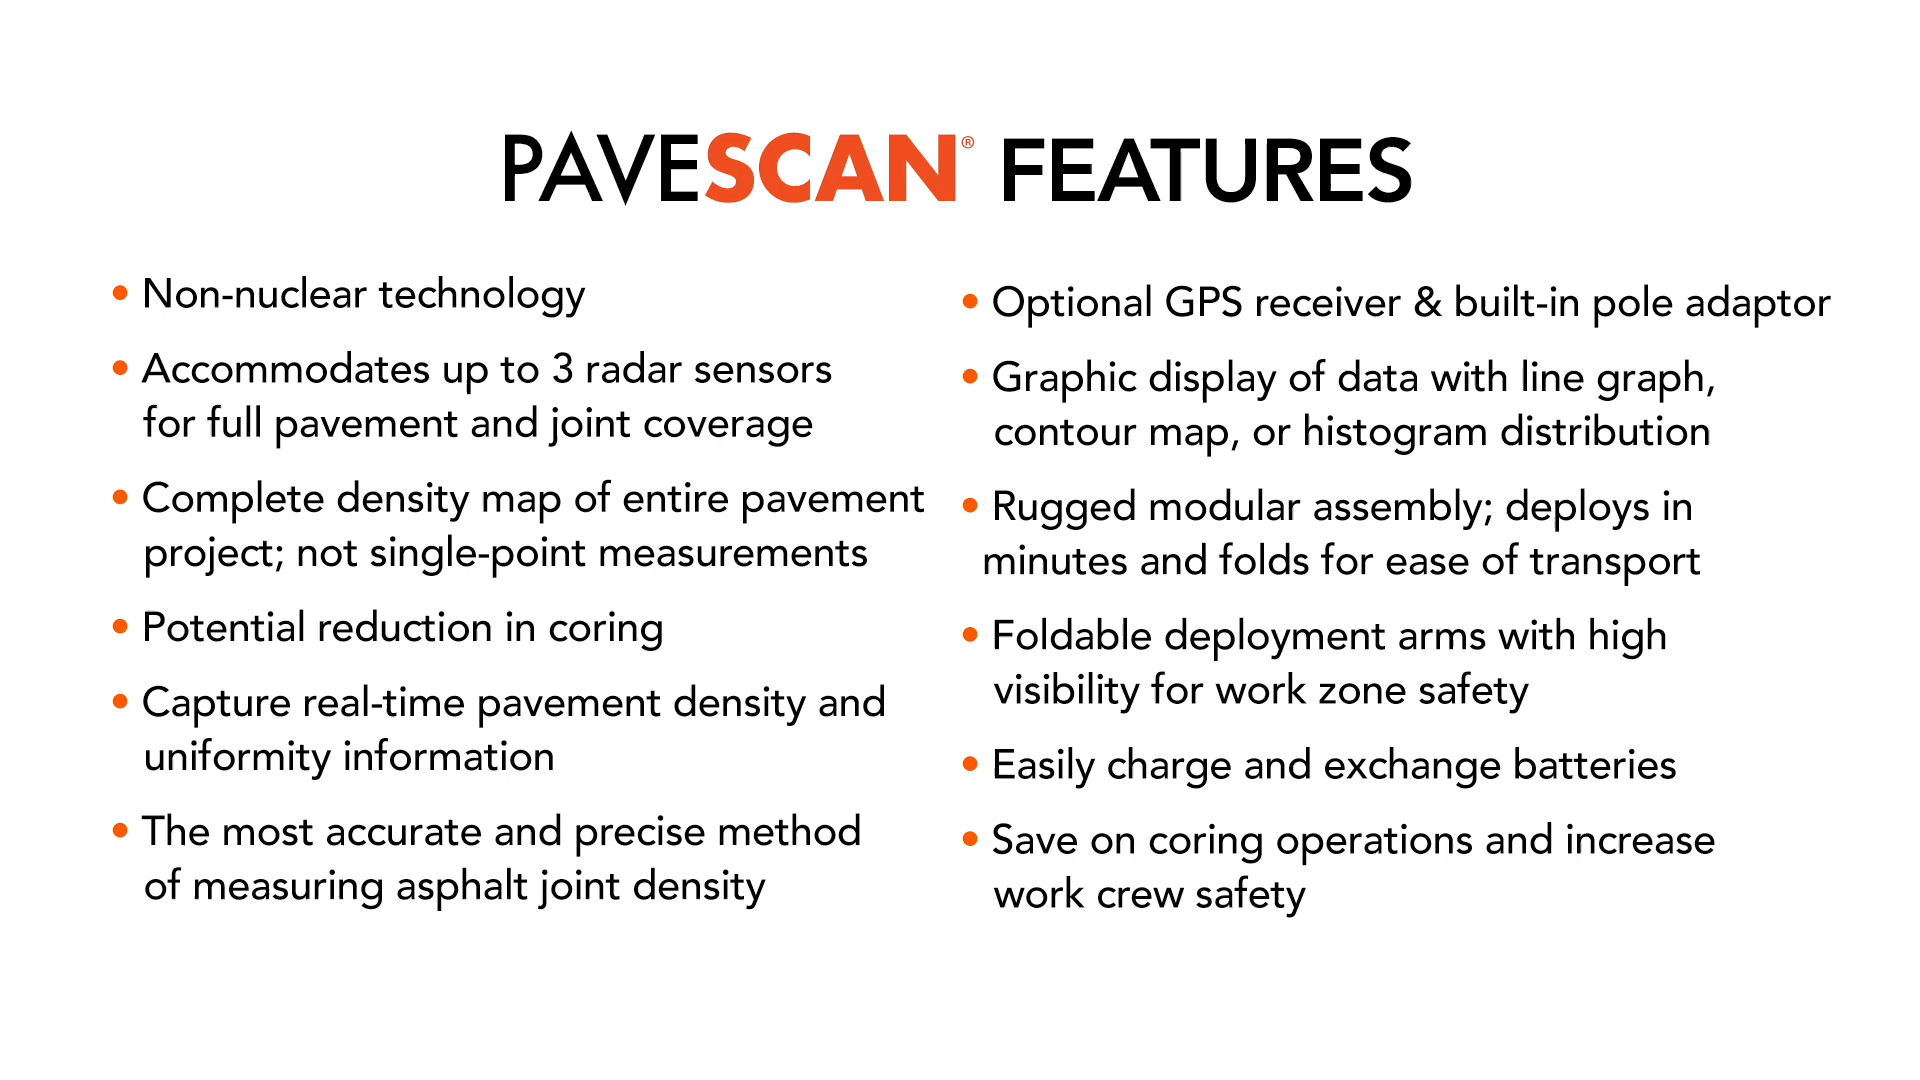 PAVESCAN® FEATURES
• Non-nuclear technology
• Accommodates up to 3 radar sensors
for full pavement and joint coverage
• Complete density map of entire pavement
project; not single-point measurements
• Potential reduction in coring
• Capture real-time pavement density and
uniformity information
• The most accurate and precise method
of measuring asphalt joint density
• Optional GPS receiver & built-in pole adaptor
• Graphic display of data with line graph,
contour map, or histogram distribution
• Rugged modular assembly; deploys in
minutes and folds for ease of transport
• Foldable deployment arms with high
visibility for work zone safety
• Easily charge and exchange batteries
• Save on coring operations and increase
work crew safety